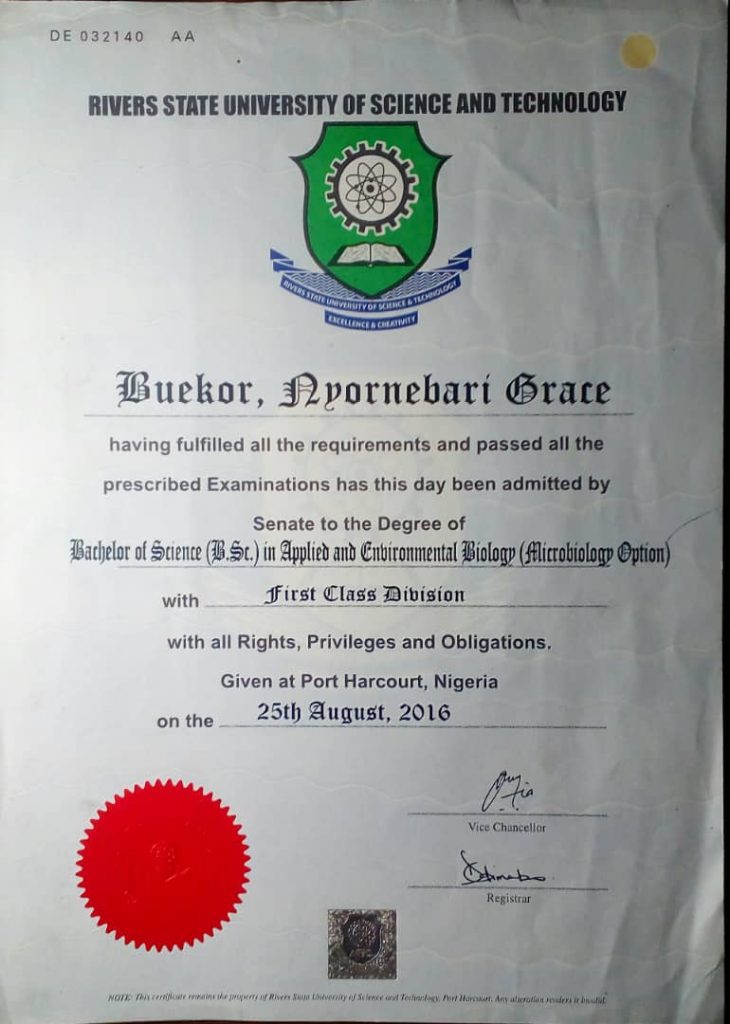 DE 032140 AA
RIVERS STATE UNIVERSITY OF SCIENCE AND TECHNOLOGY
RIVERS STATE UNIVERSITY OF SCIENCE & TECHNOLOGY
EXCELLENCE & CREATIVITY
Buekor, Nyornebari Grace
having fulfilled all the requirements and passed all the
prescribed Examinations has this day been admitted by
Senate to the Degree of
Bachelor of Science (B.Sc.) in Applied and Environmental Biology (Microbiology Option)
with First Class Division
with all Rights, Privileges and Obligations.
Given at Port Harcourt, Nigeria
on the 25th August, 2016
Vice Chancellor
Registrar
NOTE: This certificate remains the property of Rivers State University of Science and Technology, Port Harcourt. Any alteration renders it invalid.